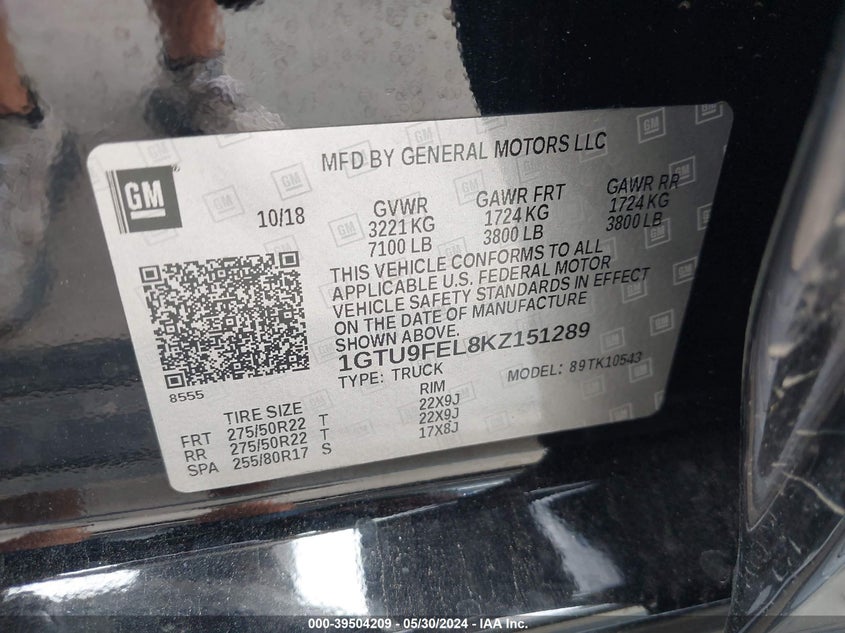 GM
MFD BY GENERAL MOTORS LLC
10/18
GVWR
3221 KG
7100 LB
GAWR FRT
1724 KG
3800 LB
GAWR RR
1724 KG
3800 LB
THIS VEHICLE CONFORMS TO ALL
APPLICABLE U.S. FEDERAL MOTOR
VEHICLE SAFETY STANDARDS IN EFFECT
ON THE DATE OF MANUFACTURE
SHOWN ABOVE.
1GTU9FEL8KZ151289
TYPE: TRUCK
MODEL: 89TK10543
8555
TIRE SIZE RIM
FRT 275/50R22 T 22X9J
RR 275/50R22 T 22X9J
SPA 255/80R17 S 17X8J
000-39504209 - 05/30/2024 - IAA Inc.